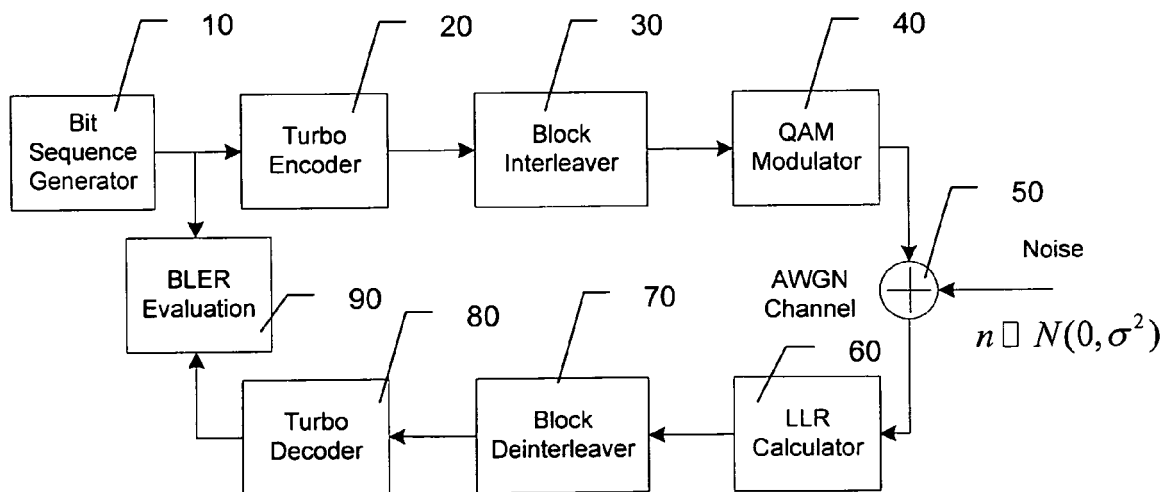 10
20
30
40
Bit
Sequence
Generator
Turbo
Encoder
Block
Interleaver
QAM
Modulator
50
Noise
n □ N(0, σ²)
AWGN
Channel
BLER
Evaluation
90
80
70
60
Turbo
Decoder
Block
Deinterleaver
LLR
Calculator